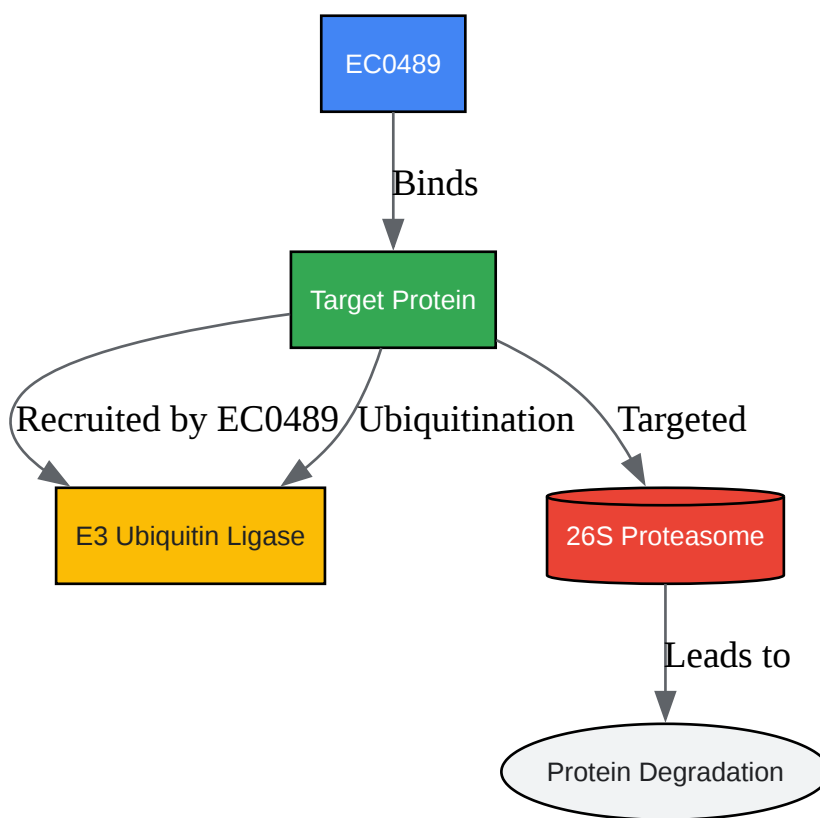 EC0489
Binds
Target Protein
Recruited by EC0489
Ubiquitination
Targeted
E3 Ubiquitin Ligase
26S Proteasome
Leads to
Protein Degradation